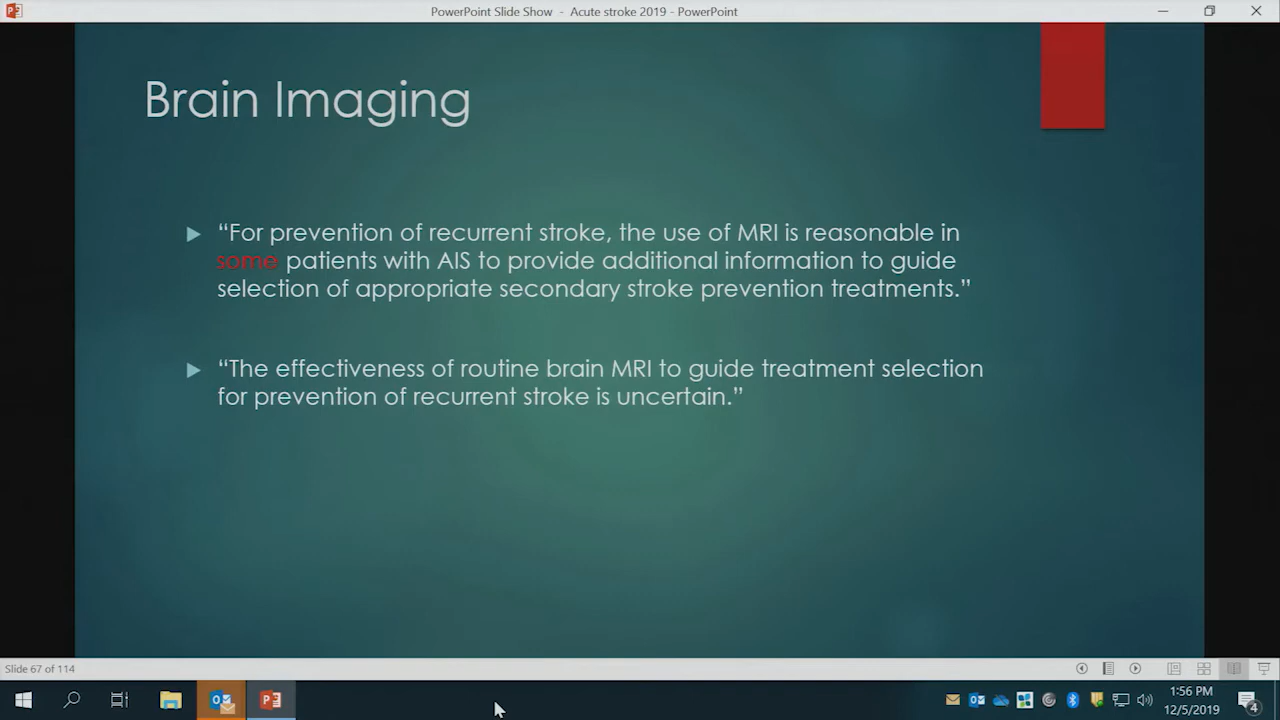 PowerPoint Slide Show - Acute stroke 2019 - PowerPoint
Brain Imaging
“For prevention of recurrent stroke, the use of MRI is reasonable in
some patients with AIS to provide additional information to guide
selection of appropriate secondary stroke prevention treatments.”
“The effectiveness of routine brain MRI to guide treatment selection
for prevention of recurrent stroke is uncertain.”
Slide 67 of 114
1:56 PM
12/5/2019
4